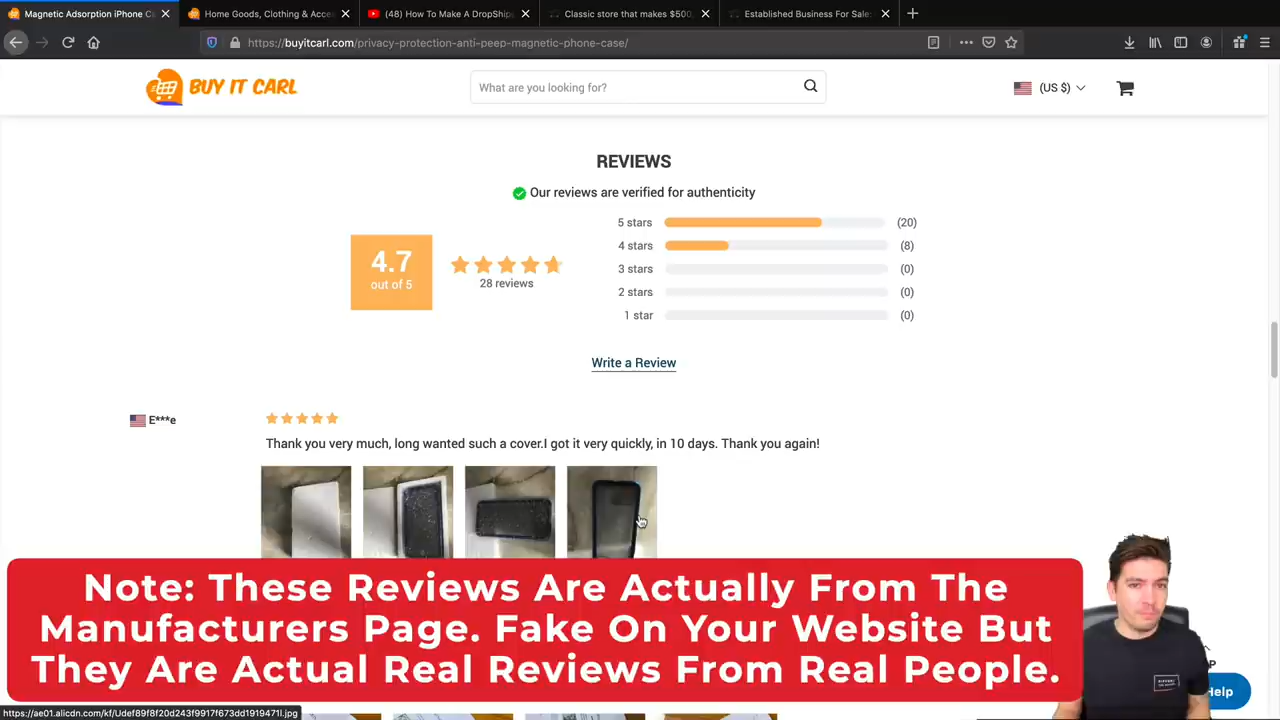 Magnetic Adsorption iPhone C
Home Goods, Clothing & Acce
(48) How To Make A DropShip
Classic store that makes $500,
Established Business For Sale
https://buyitcarl.com/privacy-protection-anti-peep-magnetic-phone-case/
BUY IT CARL
What are you looking for?
(US $)
REVIEWS
Our reviews are verified for authenticity
4.7
out of 5
28 reviews
5 stars (20)
4 stars (8)
3 stars (0)
2 stars (0)
1 star (0)
Write a Review
E***e
Thank you very much, long wanted such a cover.I got it very quickly, in 10 days. Thank you again!
Note: These Reviews Are Actually From The
Manufacturers Page. Fake On Your Website But
They Are Actual Real Reviews From Real People.
Help